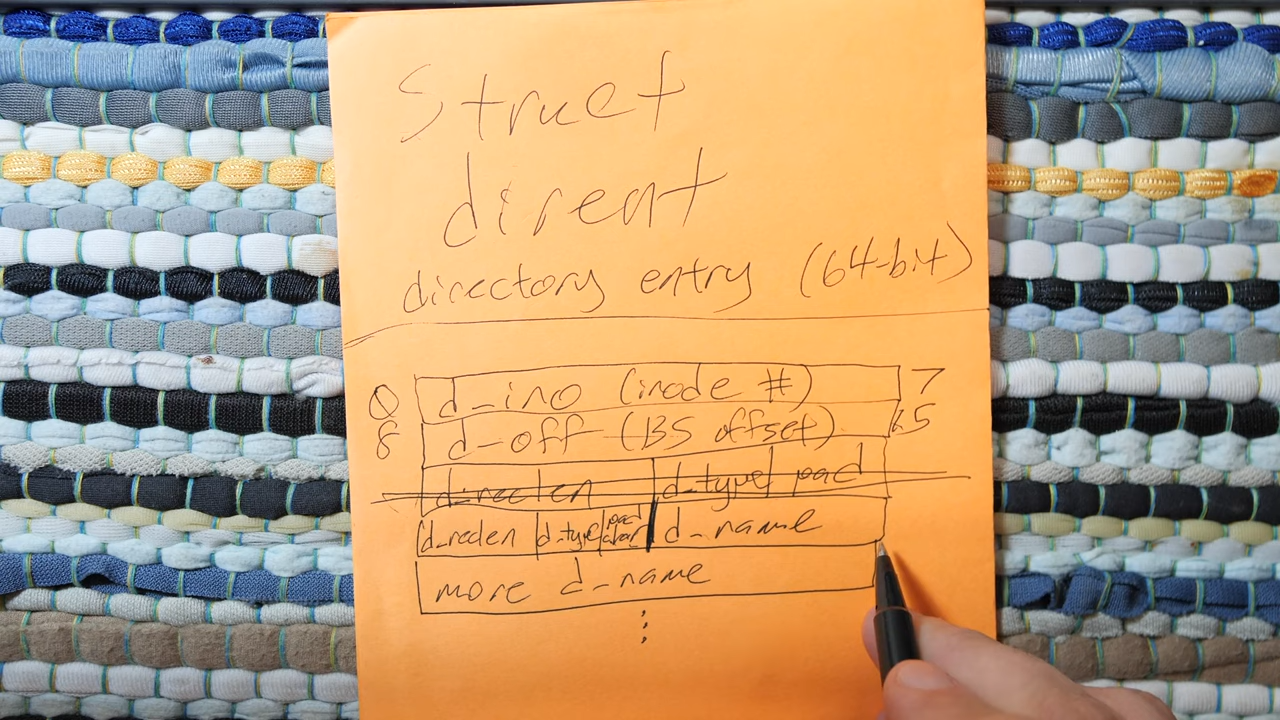 Struct
dirent
directory entry (64-bit)
0 d_ino (inode #) 7
8 d_off (BS offset) 15
d_reclen d_type pad
d_reclen d_type pad char d_name
more d_name